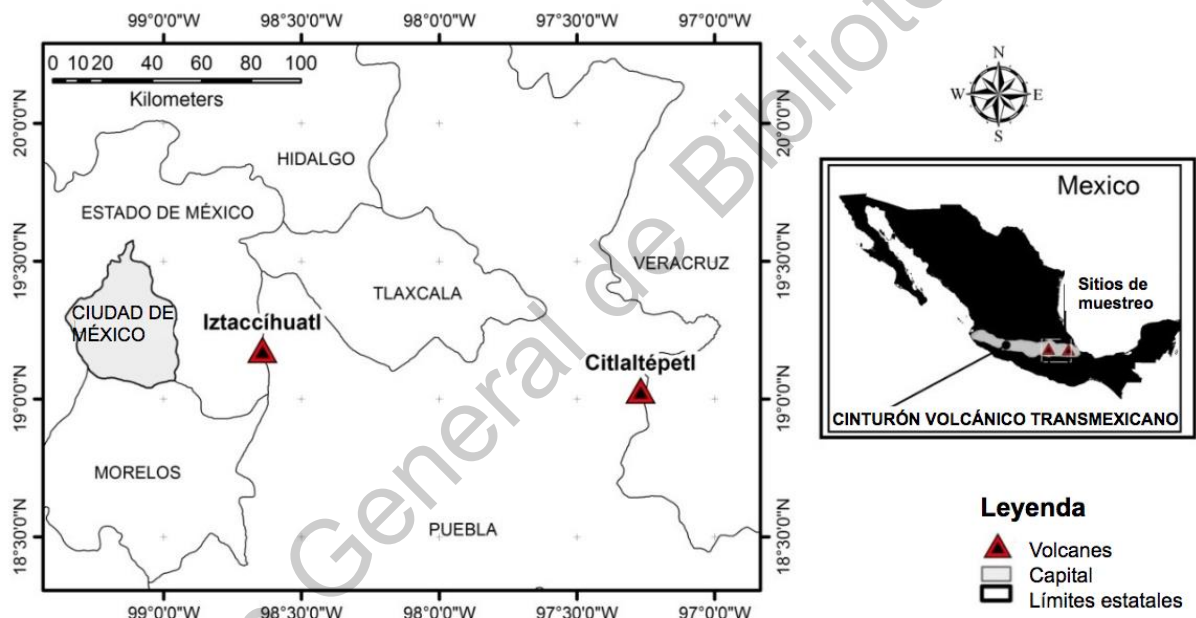 99°0'0"W 98°30'0"W 98°0'0"W 97°30'0"W 97°0'0"W
0 10 20 40 60 80 100
Kilometers
20°0'0"N
19°30'0"N
19°0'0"N
18°30'0"N
HIDALGO
ESTADO DE MÉXICO
CIUDAD DE
MÉXICO
Iztaccíhuatl
TLAXCALA
VERACRUZ
Citlaltépetl
MORELOS
PUEBLA
20°0'0"N
19°30'0"N
19°0'0"N
18°30'0"N
99°0'0"W 98°30'0"W 98°0'0"W 97°30'0"W 97°0'0"W
N
W E
S
Mexico
Sitios de
muestreo
CINTURÓN VOLCÁNICO TRANSMEXICANO
Leyenda
Volcanes
Capital
Límites estatales
General de Bibliote